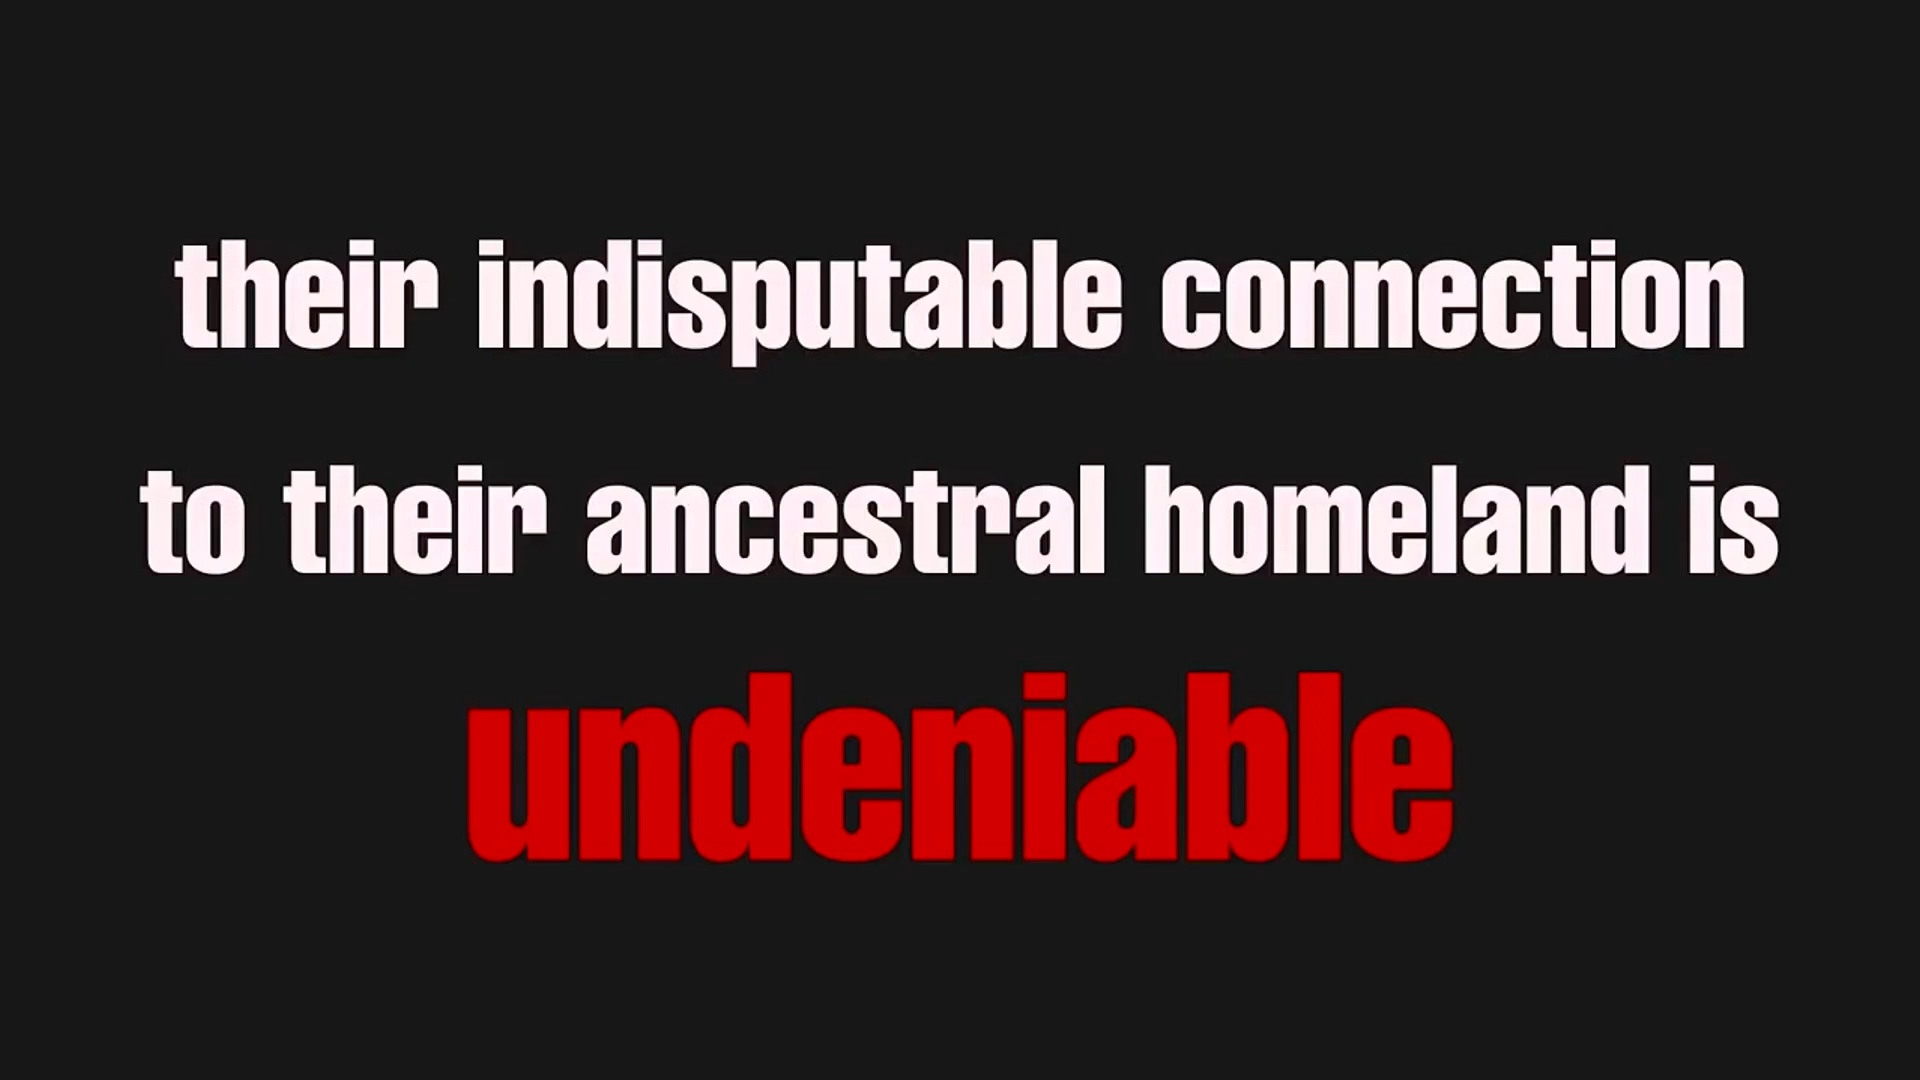 their indisputable connection
to their ancestral homeland is
undeniable